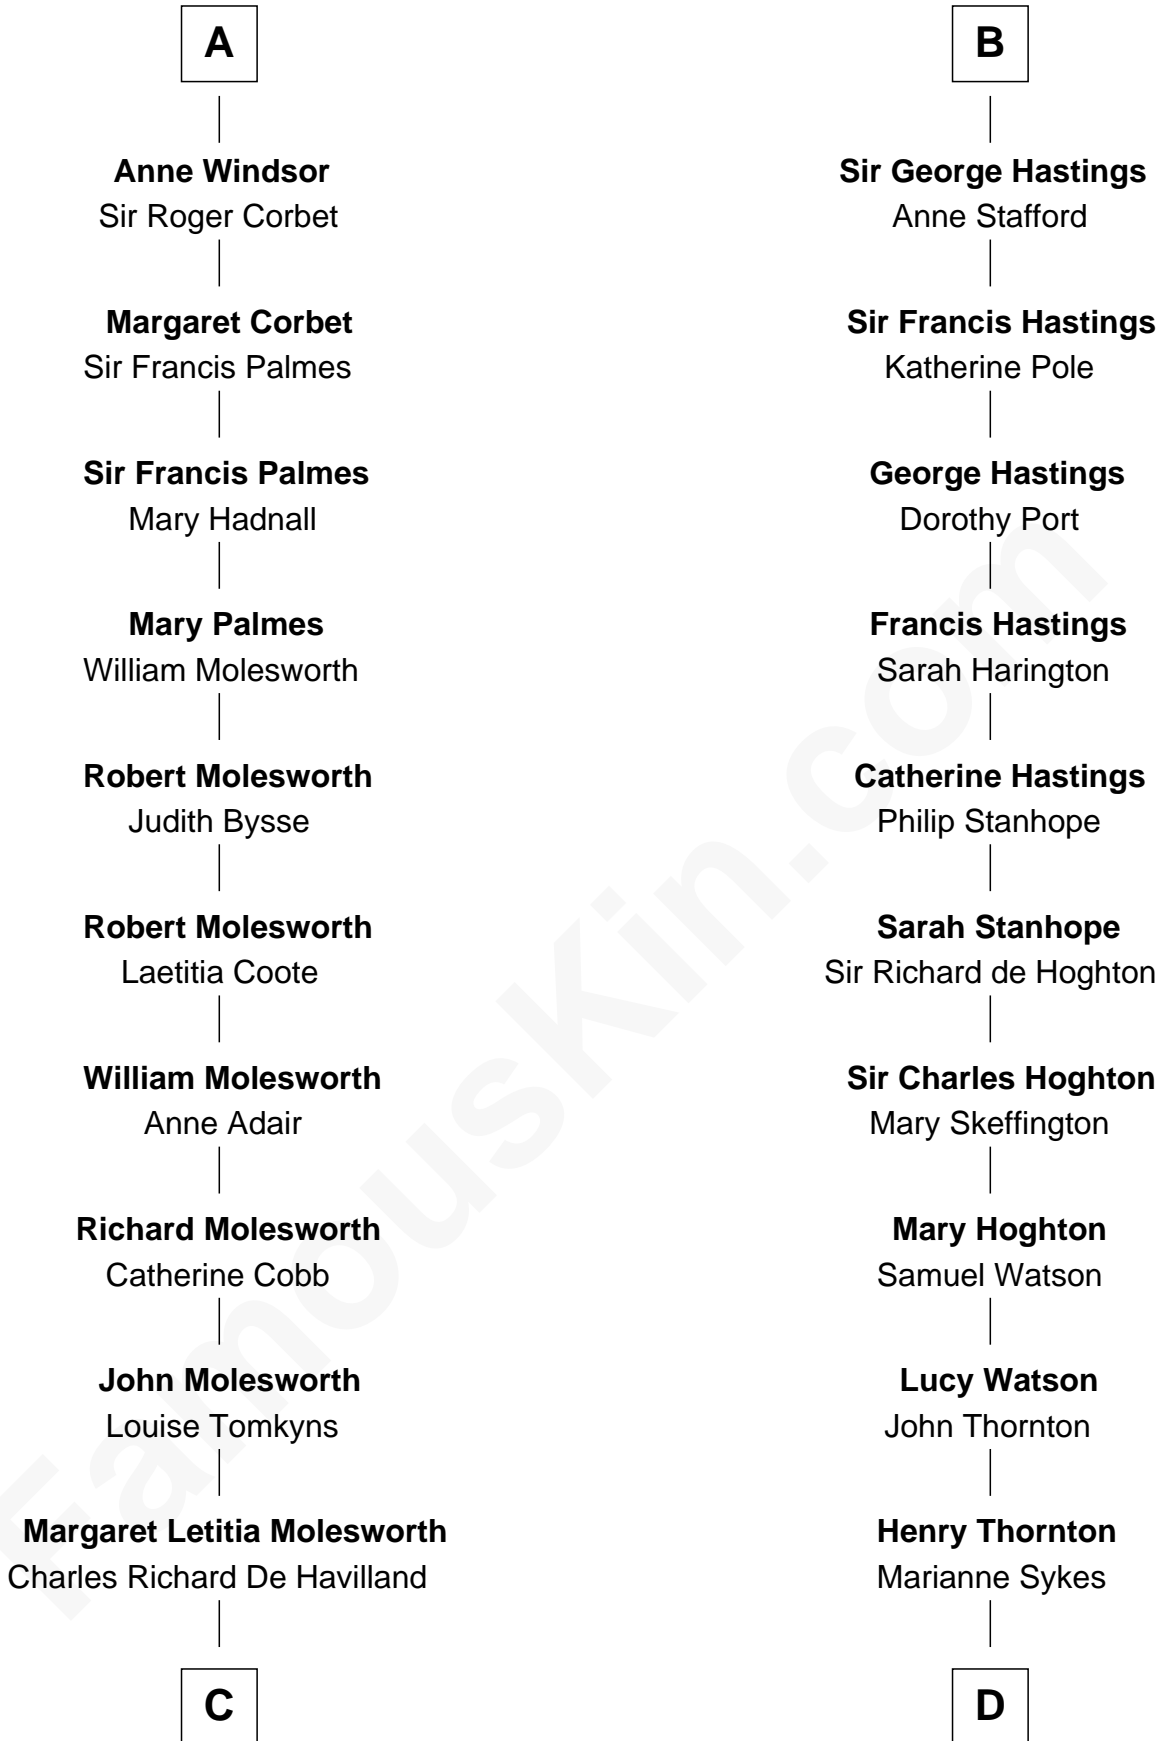 A
Anne Windsor
Sir Roger Corbet
Margaret Corbet
Sir Francis Palmes
Sir Francis Palmes
Mary Hadnall
Mary Palmes
William Molesworth
Robert Molesworth
Judith Bysse
Robert Molesworth
Laetitia Coote
William Molesworth
Anne Adair
Richard Molesworth
Catherine Cobb
John Molesworth
Louise Tomkyns
Margaret Letitia Molesworth
Charles Richard De Havilland
C
B
Sir George Hastings
Anne Stafford
Sir Francis Hastings
Katherine Pole
George Hastings
Dorothy Port
Francis Hastings
Sarah Harington
Catherine Hastings
Philip Stanhope
Sarah Stanhope
Sir Richard de Hoghton
Sir Charles Hoghton
Mary Skeffington
Mary Hoghton
Samuel Watson
Lucy Watson
John Thornton
Henry Thornton
Marianne Sykes
D
FamousKin.com